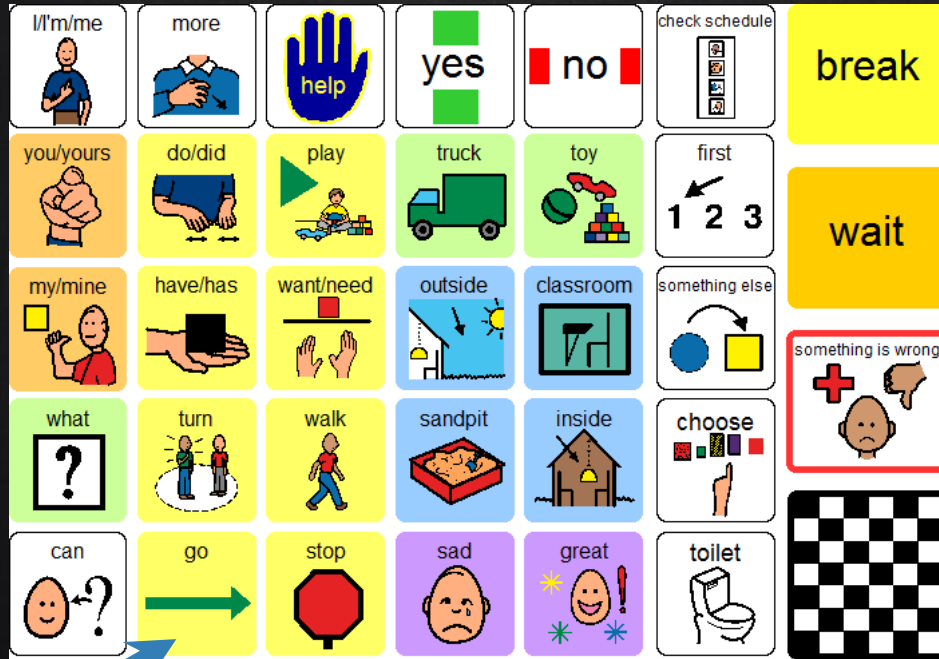 I/I'm/me
more
help
yes
no
check schedule
break
you/yours
do/did
play
truck
toy
first
1 2 3
wait
my/mine
have/has
want/need
outside
classroom
something else
something is wrong
what
?
turn
walk
sandpit
inside
choose
can
?
go
stop
sad
great
!
toilet